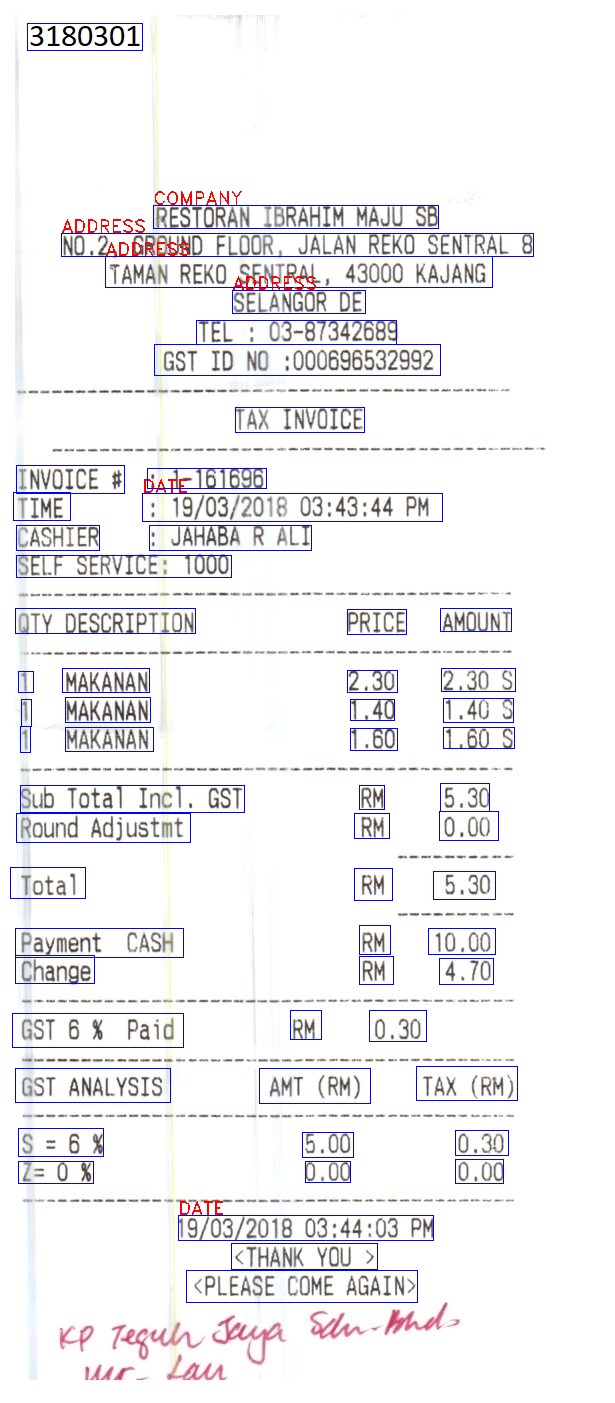 3180301
COMPANY
RESTORAN IBRAHIM MAJU SB
ADDRESS
NO.2, GROUND FLOOR, JALAN REKO SENTRAL 8
ADDRESS
TAMAN REKO SENTRAL, 43000 KAJANG
ADDRESS
SELANGOR DE
TEL : 03-87342689
GST ID NO :000696532992
TAX INVOICE
INVOICE # : 1-161696
DATE
TIME : 19/03/2018 03:43:44 PM
CASHIER : JAHABA R ALI
SELF SERVICE: 1000
QTY DESCRIPTION PRICE AMOUNT
1 MAKANAN 2.30 2.30 S
1 MAKANAN 1.40 1.40 S
1 MAKANAN 1.60 1.60 S
Sub Total Incl. GST RM 5.30
Round Adjustmt RM 0.00
Total RM 5.30
Payment CASH RM 10.00
Change RM 4.70
GST 6 % Paid RM 0.30
GST ANALYSIS AMT (RM) TAX (RM)
S = 6 % 5.00 0.30
Z= 0 % 0.00 0.00
DATE
19/03/2018 03:44:03 PM
<THANK YOU >
<PLEASE COME AGAIN>
KP Teguh Jaya Sdn. Bhd
Mr- Lau